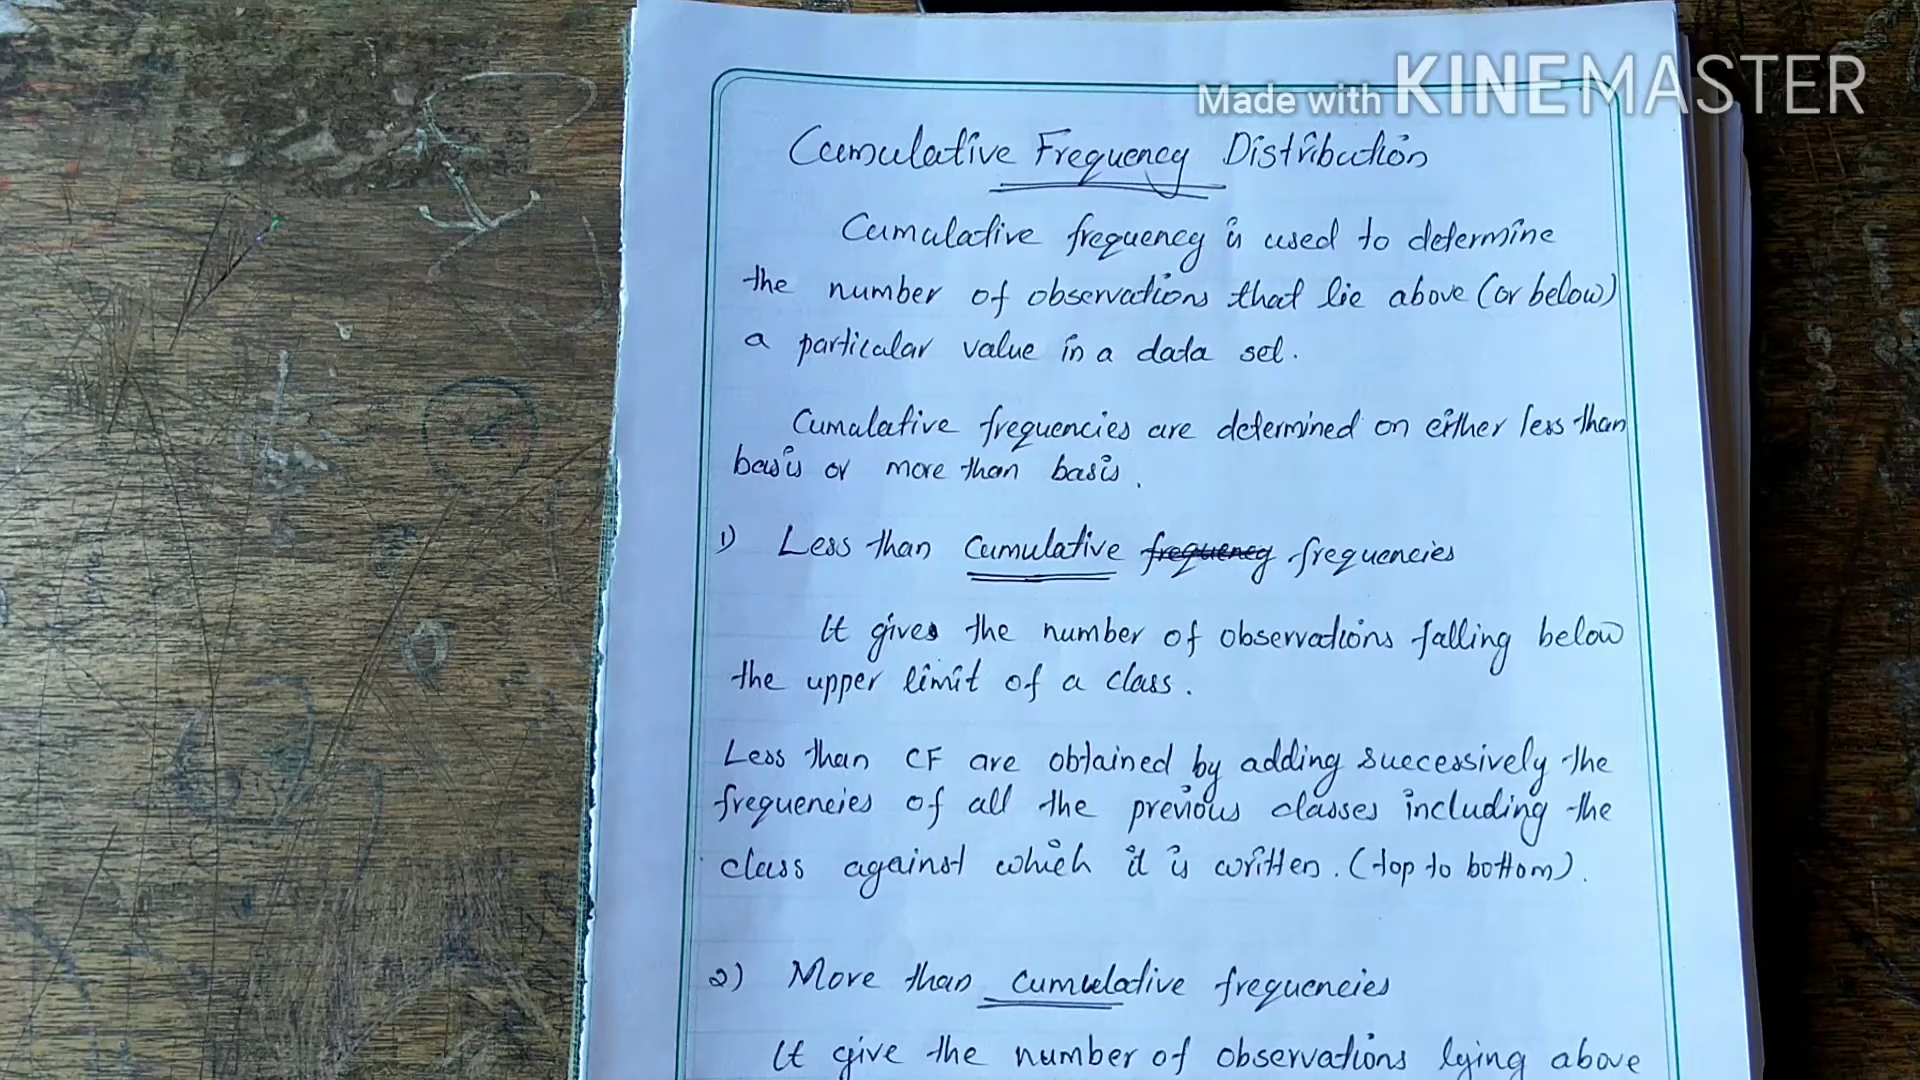 Made with KINEMASTER
Cumulative Frequency Distribution
Cumulative frequency is used to determine
the number of observations that lie above (or below)
a particular value in a data set.
Cumulative frequencies are determined on either less than
basis or more than basis.
1) Less than Cumulative frequency frequencies
It gives the number of observations falling below
the upper limit of a class.
Less than CF are obtained by adding successively the
frequencies of all the previous classes including the
class against which it is written. (top to bottom).
2) More than cumulative frequencies
It give the number of observations lying above